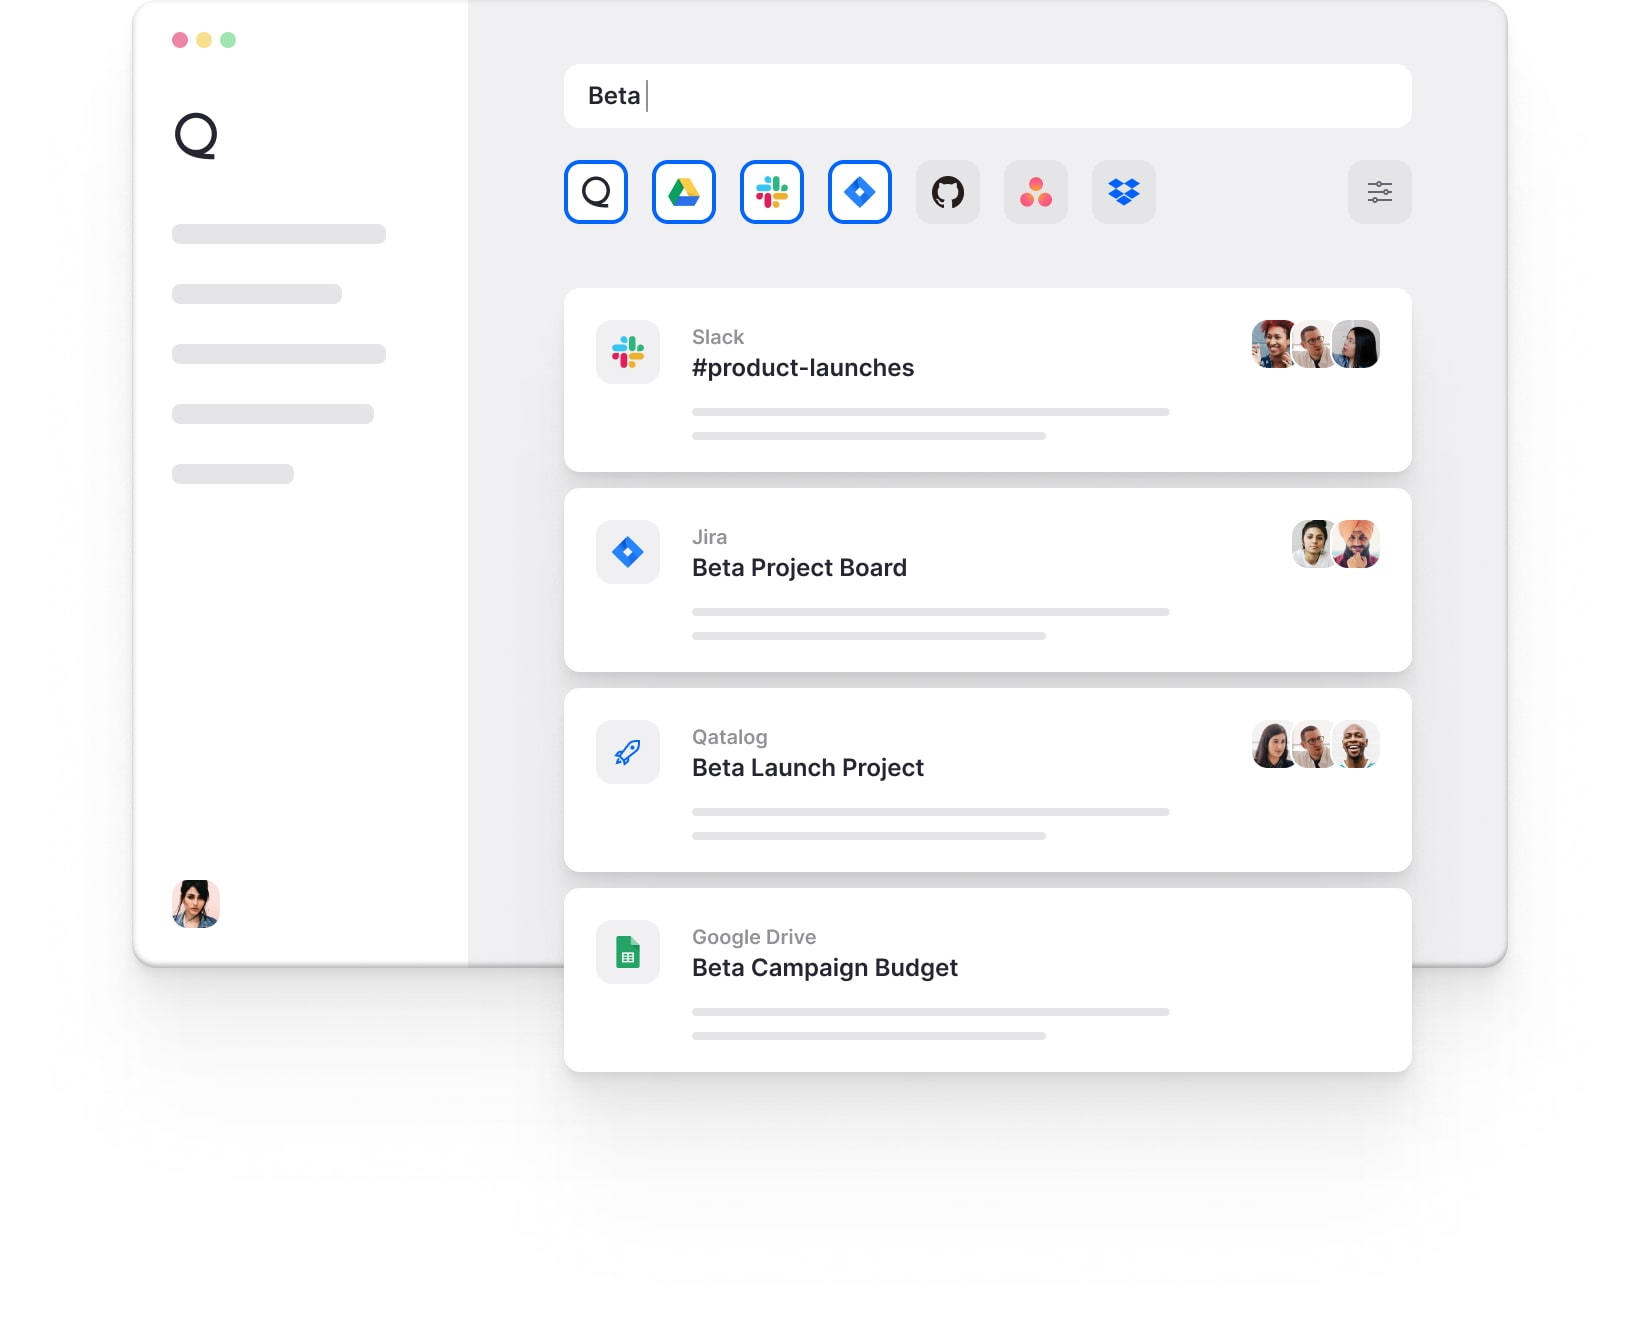 Beta
Slack
#product-launches
Jira
Beta Project Board
Qatalog
Beta Launch Project
Google Drive
Beta Campaign Budget